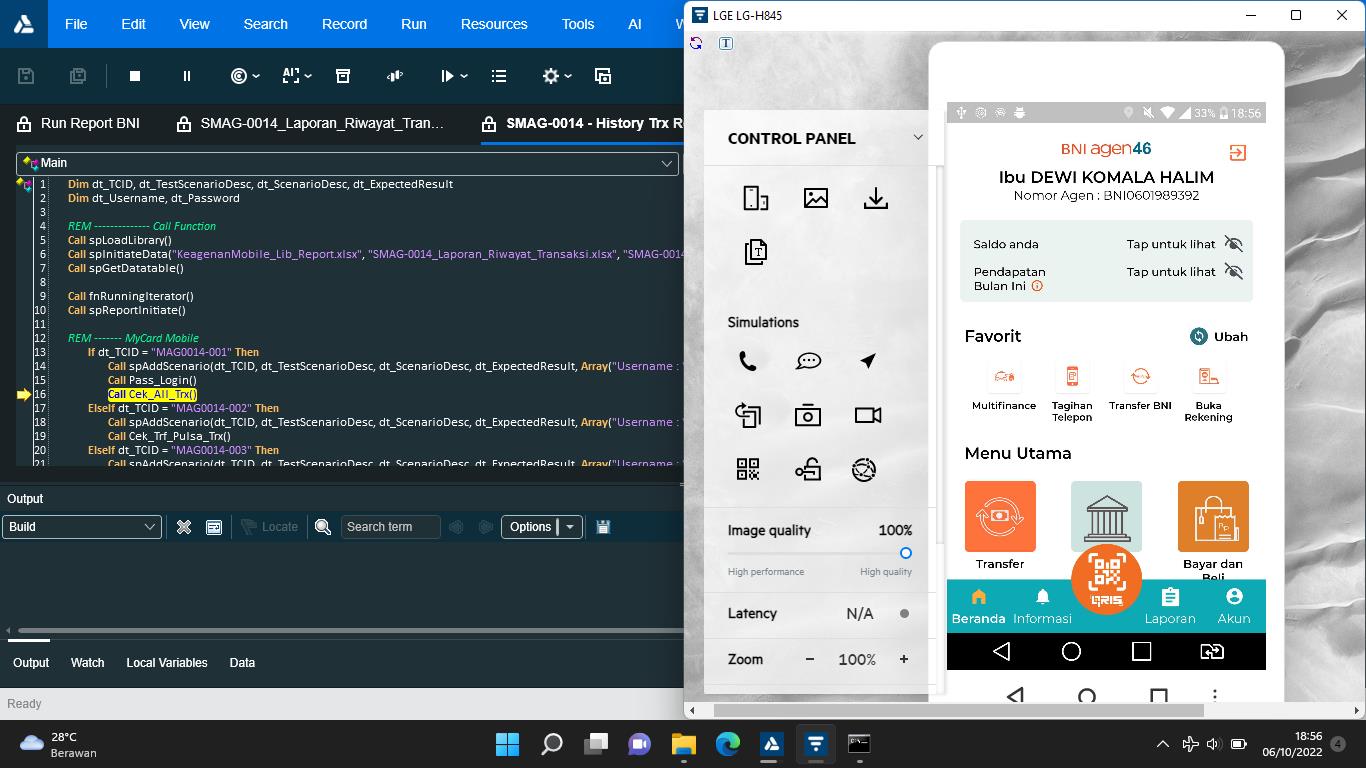 File Edit View Search Record Run Resources Tools AI
LGE LG-H845
Run Report BNI
SMAG-0014_Laporan_Riwayat_Tran...
SMAG-0014 - History Trx R
Main
1 Dim dt_TCID, dt_TestScenarioDesc, dt_ScenarioDesc, dt_ExpectedResult
2 Dim dt_Username, dt_Password
3
4 REM -------------- Call Function
5 Call spLoadLibrary()
6 Call spInitiateData("KeagenanMobile_Lib_Report.xlsx", "SMAG-0014_Laporan_Riwayat_Transaksi.xlsx", "SMAG-0014
7 Call spGetDatatable()
8
9 Call fnRunningIterator()
10 Call spReportInitiate()
11
12 REM ------- MyCard Mobile
13 If dt_TCID = "MAG0014-001" Then
14 Call spAddScenario(dt_TCID, dt_TestScenarioDesc, dt_ScenarioDesc, dt_ExpectedResult, Array("Username : "
15 Call Pass_Login()
16 Call Cek_All_Trx()
17 ElseIf dt_TCID = "MAG0014-002" Then
18 Call spAddScenario(dt_TCID, dt_TestScenarioDesc, dt_ScenarioDesc, dt_ExpectedResult, Array("Username : "
19 Call Cek_Trf_Pulsa_Trx()
20 ElseIf dt_TCID = "MAG0014-003" Then
21 Call spAddScenario(dt_TCID, dt_TestScenarioDesc, dt_ScenarioDesc, dt_ExpectedResult, Array("Username : "
Output
Build
Locate
Search term
Options
Output Watch Local Variables Data
Ready
CONTROL PANEL
Simulations
Image quality 100%
High performance High quality
Latency N/A
Zoom - 100% +
33% 18:56
BNI agen46
Ibu DEWI KOMALA HALIM
Nomor Agen : BNI0601989392
Saldo anda Tap untuk lihat
Pendapatan Bulan Ini Tap untuk lihat
Favorit Ubah
Multifinance
Tagihan Telepon
Transfer BNI
Buka Rekening
Menu Utama
Transfer
Bayar dan Beli
QRIS
Beranda Informasi Laporan Akun
28°C
Berawan
18:56
06/10/2022
4